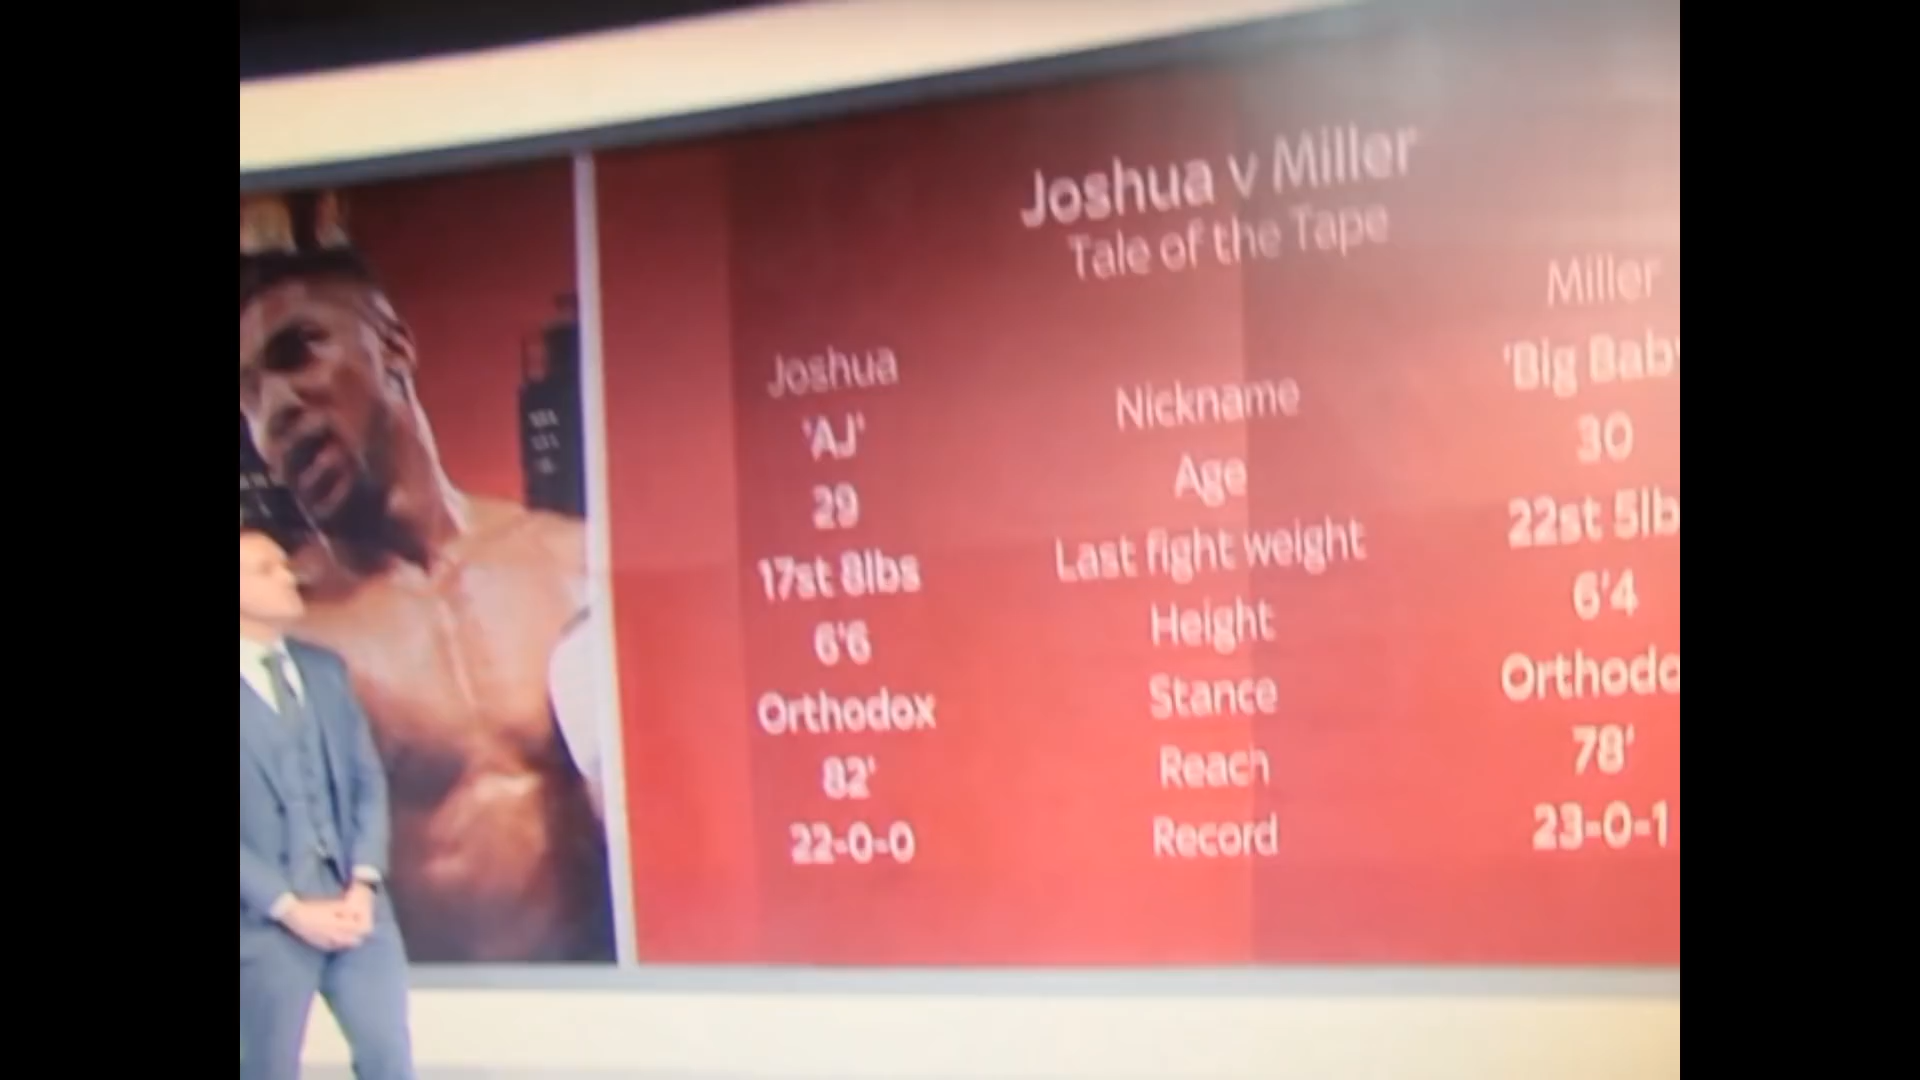 Joshua v Miller
Tale of the Tape
Joshua Miller
'AJ' Nickname 'Big Baby
29 Age 30
17st 8lbs Last fight weight 22st 5lb
6'6 Height 6'4
Orthodox Stance Orthodo
82' Reach 78'
22-0-0 Record 23-0-1